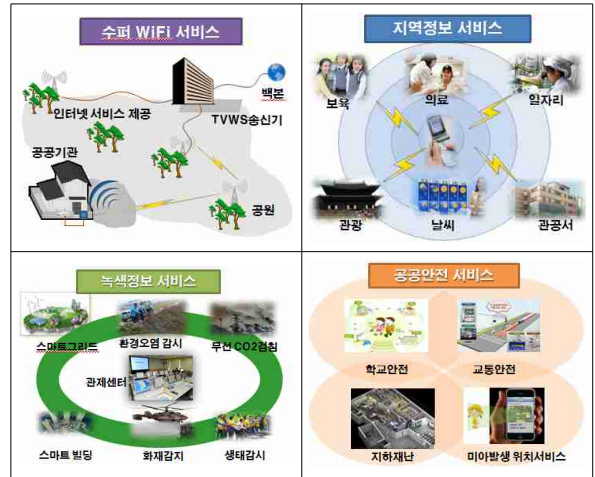 수퍼 WiFi 서비스
백본
인터넷 서비스 제공
TVWS송신기
공공기관
공원
지역정보 서비스
보육
의료
일자리
관광
날씨
관공서
녹색정보 서비스
스마트그리드
환경오염 감시
무선 CO2검침
관제센터
스마트 빌딩
화재감지
생태감시
공공안전 서비스
학교안전
교통안전
지하재난
미아발생 위치서비스